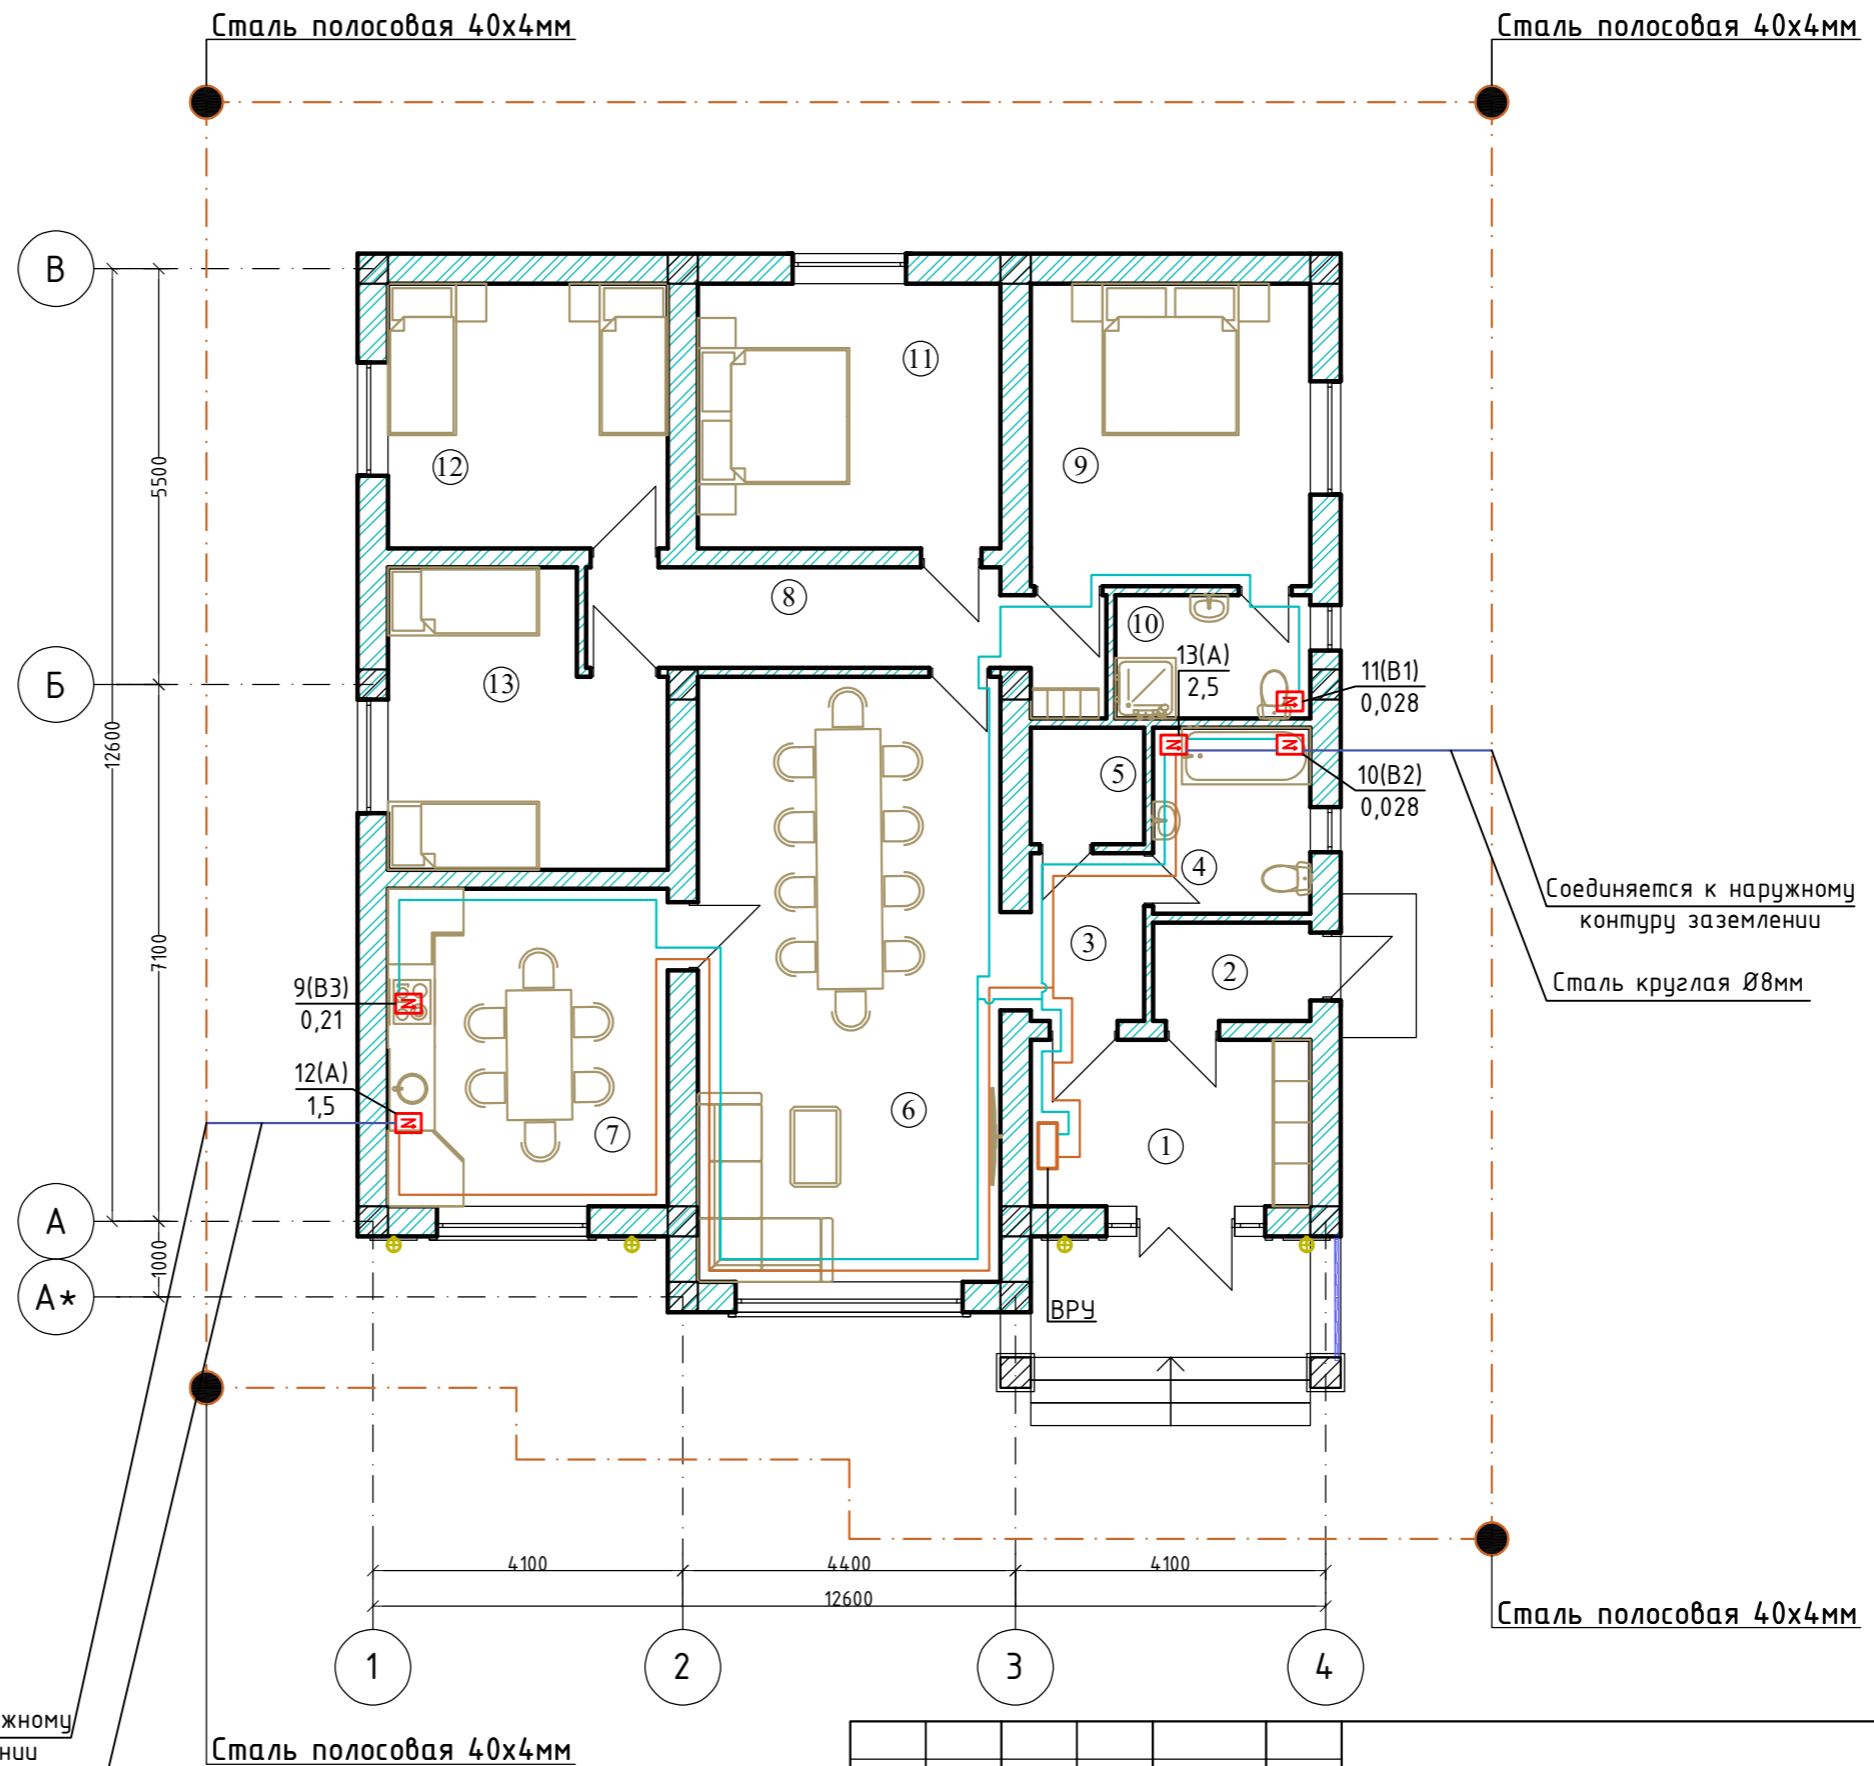 Сталь полосовая 40х4мм
Сталь полосовая 40х4мм
В
Б
А
А*
5500
12600
7100
1000
12
11
9
8
10
13
13(А)
2,5
11(В1)
0,028
5
10(В2)
0,028
4
3
2
Соединяется к наружному
контуру заземлении
Сталь круглая Ø8мм
9(В3)
0,21
12(А)
1,5
7
6
1
ВРУ
4100
4400
4100
12600
1
2
3
4
Сталь полосовая 40х4мм
жному
нии
Сталь полосовая 40х4мм